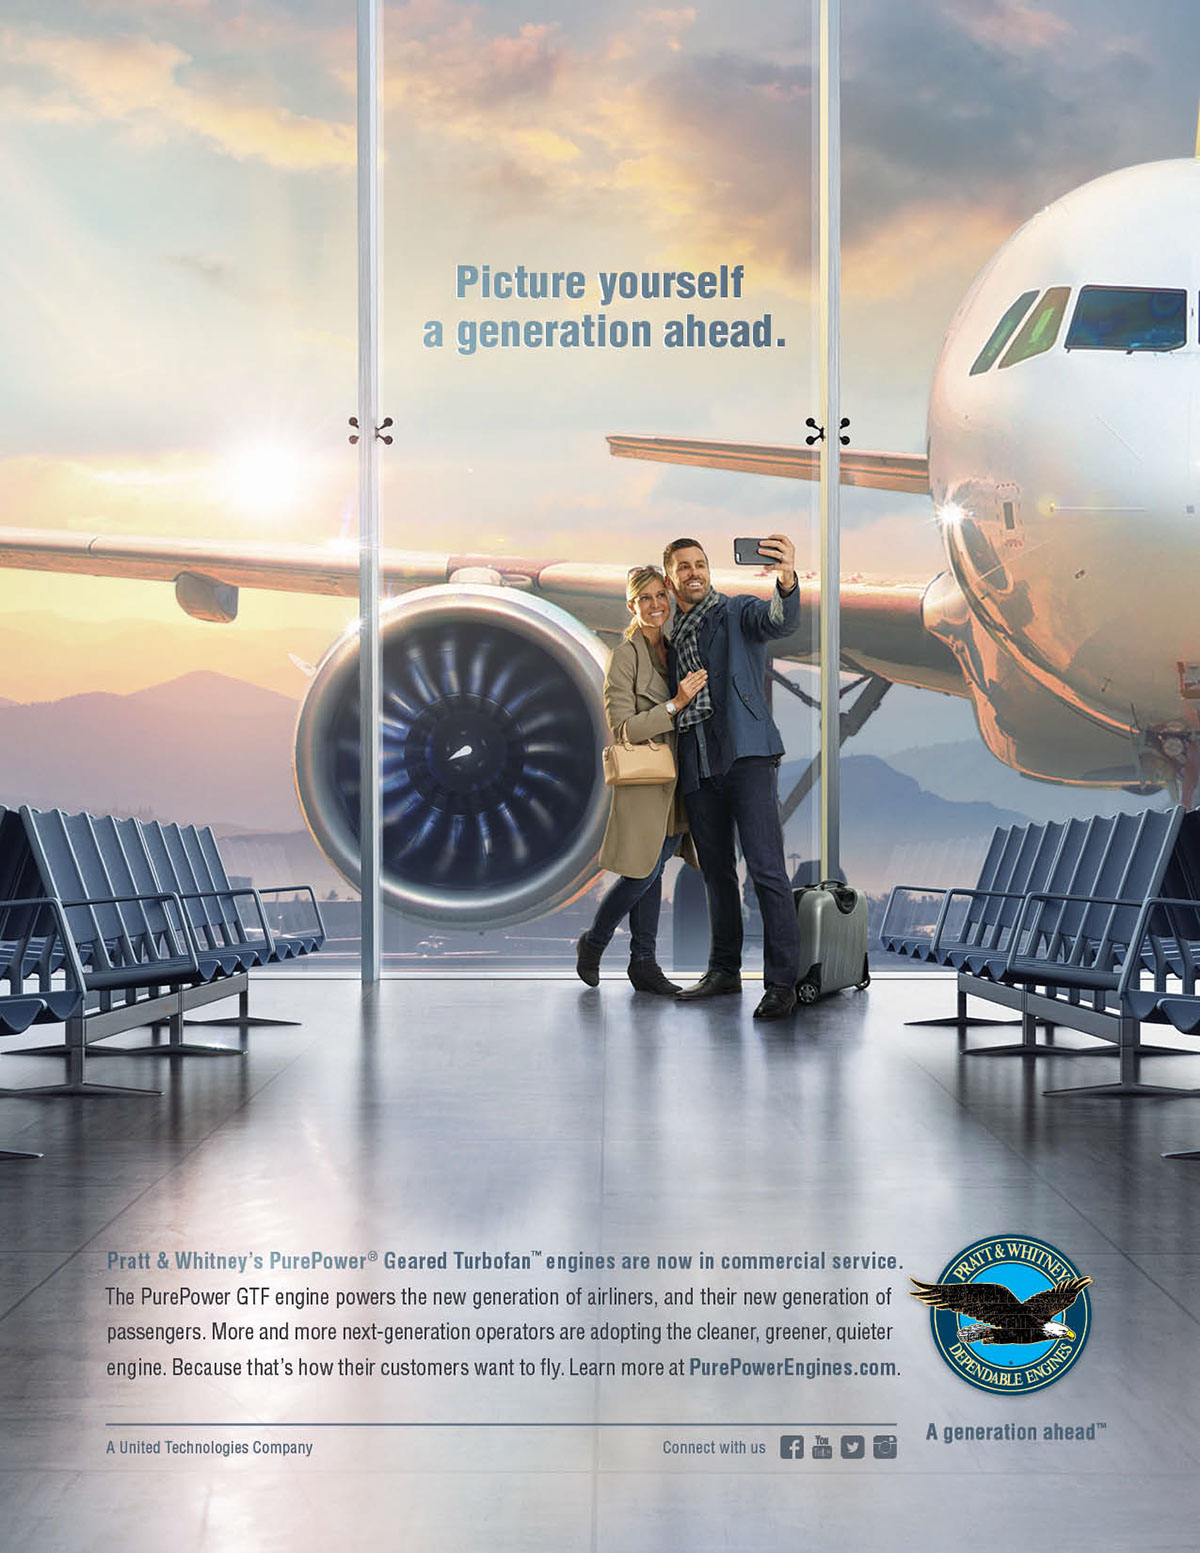 Picture yourself
a generation ahead.
Pratt & Whitney’s PurePower® Geared Turbofan™ engines are now in commercial service.
The PurePower GTF engine powers the new generation of airliners, and their new generation of
passengers. More and more next-generation operators are adopting the cleaner, greener, quieter
engine. Because that’s how their customers want to fly. Learn more at PurePowerEngines.com.
PRATT & WHITNEY
DEPENDABLE ENGINES
A generation ahead™
A United Technologies Company
Connect with us
You
Tube